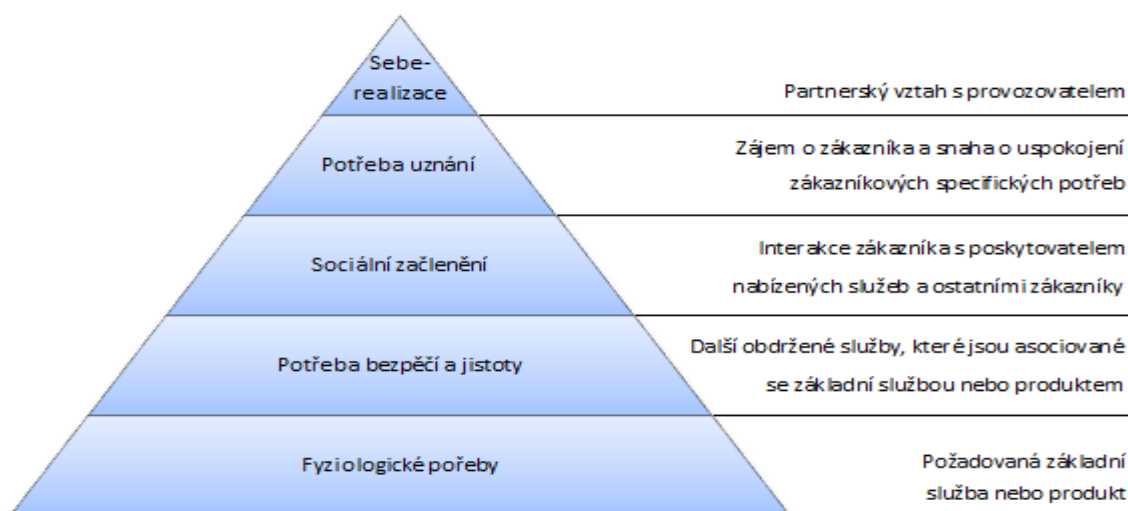 Sebe-
realizace
Partnerský vztah s provozovatelem
Potřeba uznání
Zájem o zákazníka a snaha o uspokojení
zákazníkových specifických potřeb
Sociální začlenění
Interakce zákazníka s poskytovatelem
nabízených služeb a ostatními zákazníky
Potřeba bezpěčí a jistoty
Další obdržené služby, které jsou asociované
se základní službou nebo produktem
Fyziologické pořeby
Požadovaná základní
služba nebo produkt